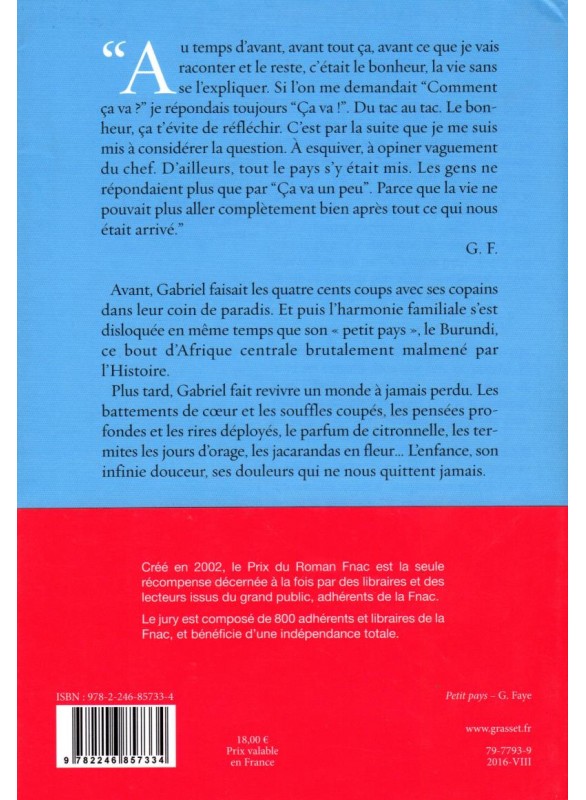 “Au temps d’avant, avant tout ça, avant ce que je vais
raconter et le reste, c’était le bonheur, la vie sans
se l’expliquer. Si l’on me demandait “Comment
ça va ?” je répondais toujours “Ça va !”. Du tac au tac. Le bon-
heur, ça t’évite de réfléchir. C’est par la suite que je me suis
mis à considérer la question. À esquiver, à opiner vaguement
du chef. D’ailleurs, tout le pays s’y était mis. Les gens ne
répondaient plus que par “Ça va un peu”. Parce que la vie ne
pouvait plus aller complètement bien après tout ce qui nous
était arrivé.”
G. F.
Avant, Gabriel faisait les quatre cents coups avec ses copains
dans leur coin de paradis. Et puis l’harmonie familiale s’est
disloquée en même temps que son « petit pays », le Burundi,
ce bout d’Afrique centrale brutalement malmené par
l’Histoire.
Plus tard, Gabriel fait revivre un monde à jamais perdu. Les
battements de cœur et les souffles coupés, les pensées pro-
fondes et les rires déployés, le parfum de citronnelle, les ter-
mites les jours d’orage, les jacarandas en fleur... L’enfance, son
infinie douceur, ses douleurs qui ne nous quittent jamais.
Créé en 2002, le Prix du Roman Fnac est la seule
récompense décernée à la fois par des libraires et des
lecteurs issus du grand public, adhérents de la Fnac.
Le jury est composé de 800 adhérents et libraires de la
Fnac, et bénéficie d’une indépendance totale.
ISBN : 978-2-246-85733-4
9 782246 857334
18,00 €
Prix valable
en France
Petit pays – G. Faye
www.grasset.fr
79-7793-9
2016-VIII